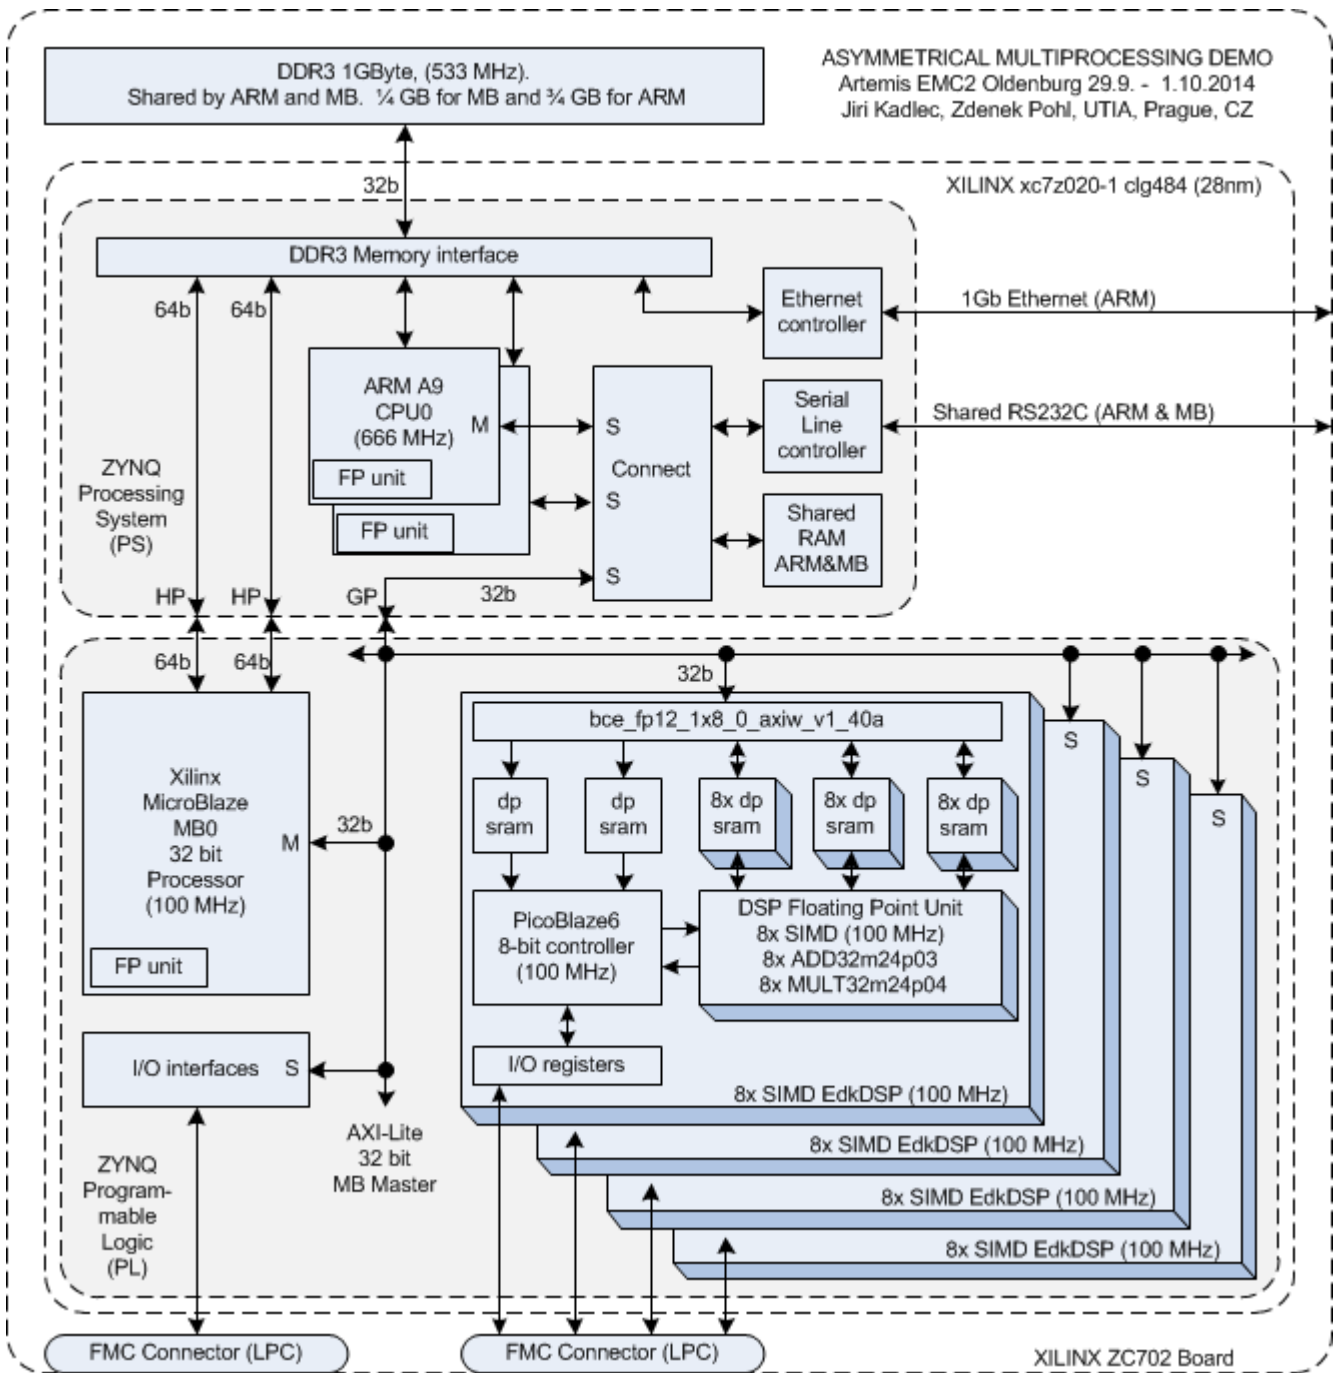 DDR3 1GByte, (533 MHz).
Shared by ARM and MB. ¼ GB for MB and ¾ GB for ARM
ASYMMETRICAL MULTIPROCESSING DEMO
Artemis EMC2 Oldenburg 29.9. - 1.10.2014
Jiri Kadlec, Zdenek Pohl, UTIA, Prague, CZ
32b
XILINX xc7z020-1 clg484 (28nm)
DDR3 Memory interface
64b
64b
Ethernet
controller
1Gb Ethernet (ARM)
ARM A9
CPU0
(666 MHz)
M
FP unit
FP unit
S
Connect
S
S
Serial
Line
controller
Shared RS232C (ARM & MB)
Shared
RAM
ARM&MB
ZYNQ
Processing
System
(PS)
HP
HP
GP
32b
64b
64b
32b
Xilinx
MicroBlaze
MB0
32 bit
Processor
(100 MHz)
M
FP unit
32b
bce_fp12_1x8_0_axiw_v1_40a
dp
sram
dp
sram
8x dp
sram
8x dp
sram
8x dp
sram
S
S
S
PicoBlaze6
8-bit controller
(100 MHz)
DSP Floating Point Unit
8x SIMD (100 MHz)
8x ADD32m24p03
8x MULT32m24p04
I/O registers
I/O interfaces
S
8x SIMD EdkDSP (100 MHz)
8x SIMD EdkDSP (100 MHz)
8x SIMD EdkDSP (100 MHz)
8x SIMD EdkDSP (100 MHz)
AXI-Lite
32 bit
MB Master
ZYNQ
Program-
mable
Logic
(PL)
FMC Connector (LPC)
FMC Connector (LPC)
XILINX ZC702 Board